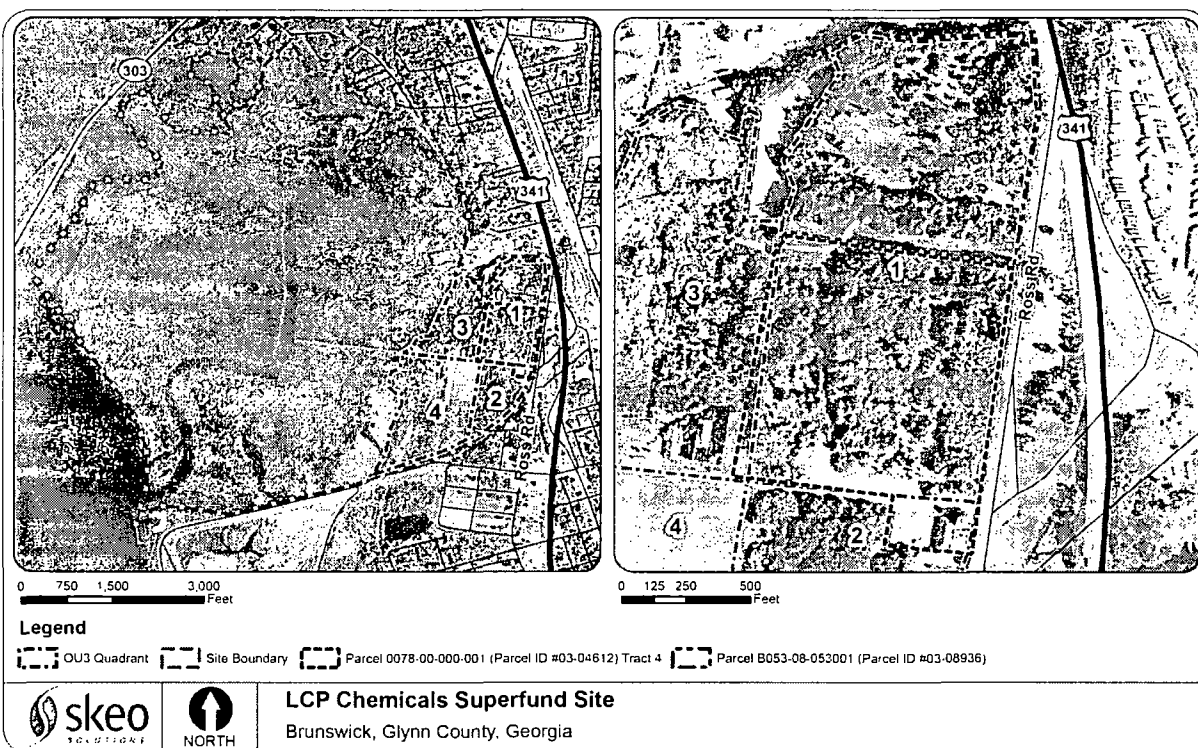 303
341
3
1
4
2
Ross Rd
0 750 1,500 3,000
Feet
341
1
3
Ross Rd
4
2
0 125 250 500
Feet
Legend
OU3 Quadrant Site Boundary Parcel 0078-00-000-001 (Parcel ID #03-04612) Tract 4 Parcel B053-08-053001 (Parcel ID #03-08936)
skeo
SOLUTIONS
NORTH
LCP Chemicals Superfund Site
Brunswick, Glynn County, Georgia